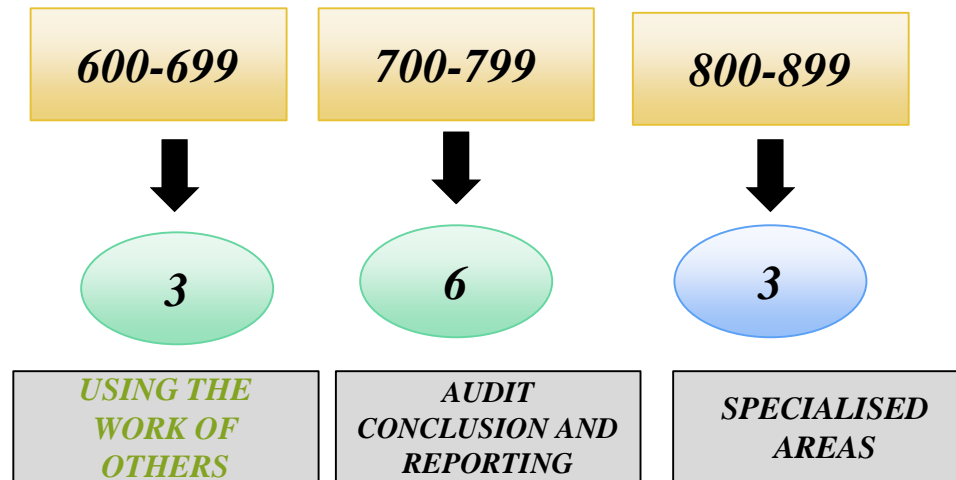 600-699
700-799
800-899
3
6
3
USING THE
WORK OF
OTHERS
AUDIT
CONCLUSION AND
REPORTING
SPECIALISED
AREAS